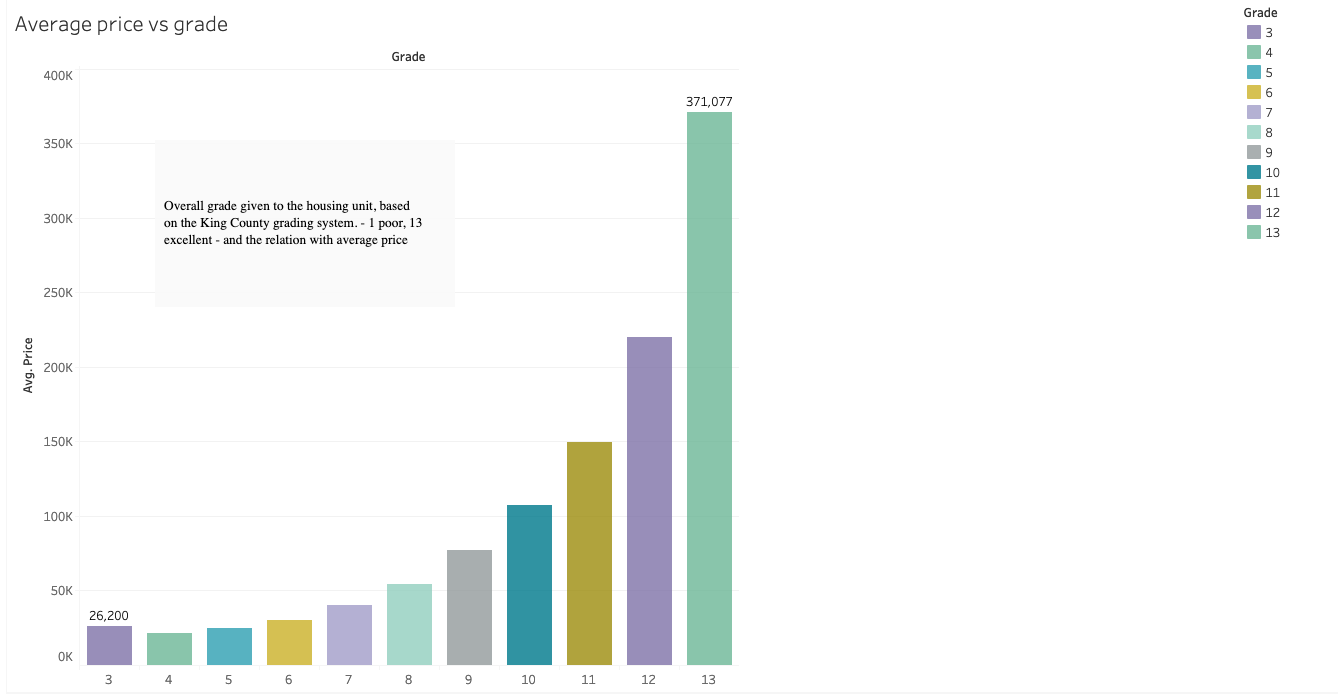 Average price vs grade
Grade
400K
350K
300K
250K
200K
150K
100K
50K
0K
Avg. Price
371,077
26,200
Overall grade given to the housing unit, based
on the King County grading system. - 1 poor, 13
excellent - and the relation with average price
3 4 5 6 7 8 9 10 11 12 13
Grade
3
4
5
6
7
8
9
10
11
12
13